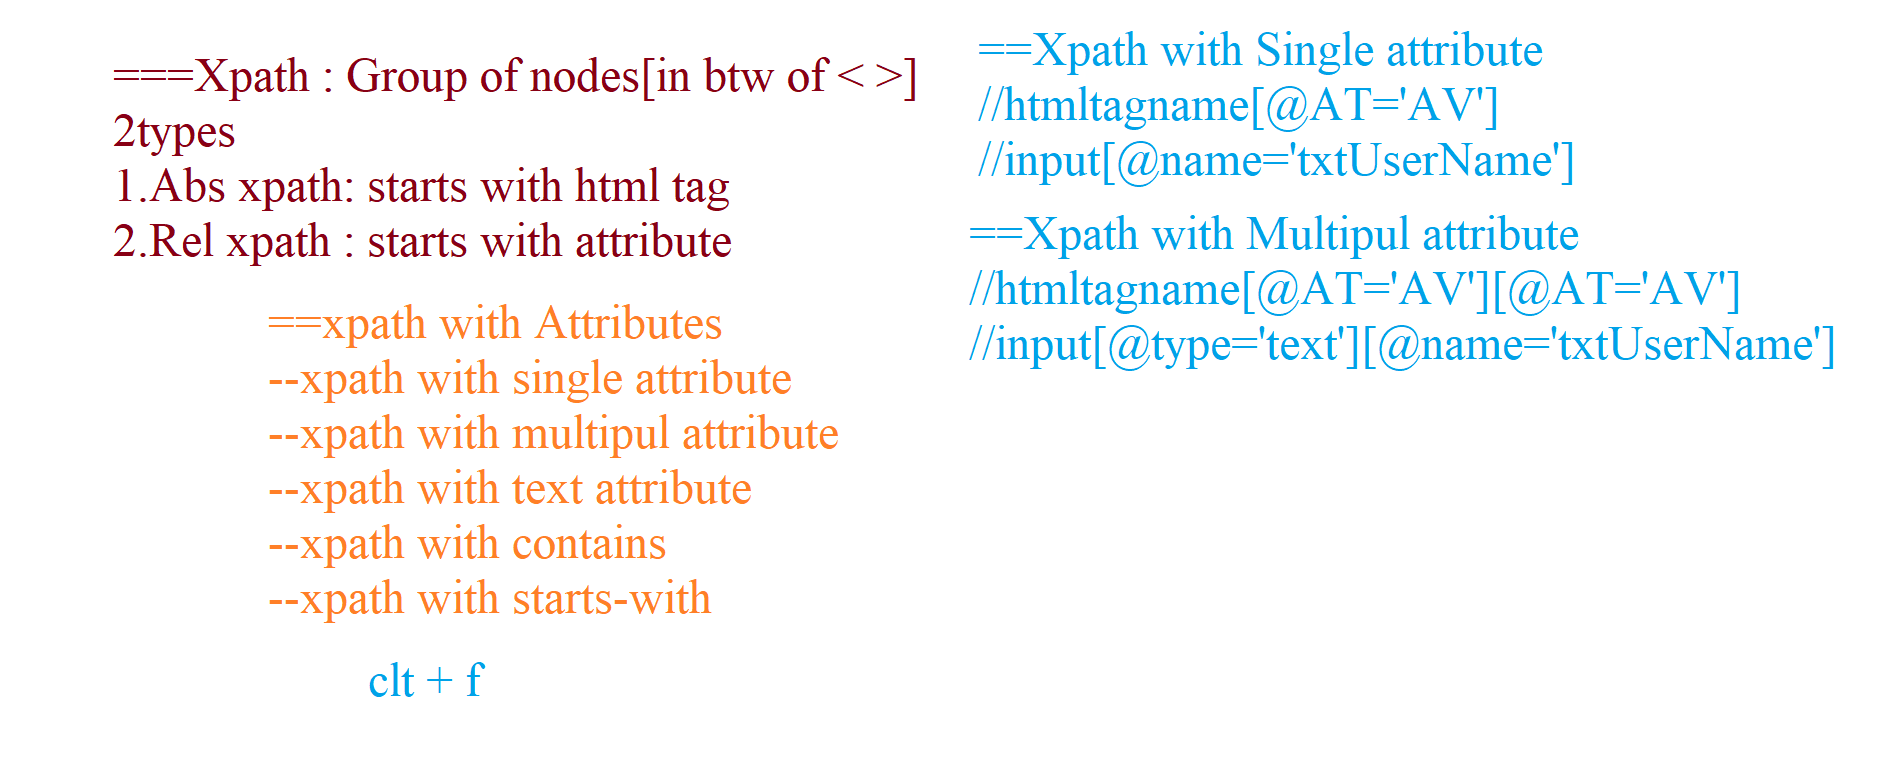 ===Xpath : Group of nodes[in btw of < >]
2types
1.Abs xpath: starts with html tag
2.Rel xpath : starts with attribute
==xpath with Attributes
--xpath with single attribute
--xpath with multipul attribute
--xpath with text attribute
--xpath with contains
--xpath with starts-with
clt + f
==Xpath with Single attribute
//htmltagname[@AT='AV']
//input[@name='txtUserName']
==Xpath with Multipul attribute
//htmltagname[@AT='AV'][@AT='AV']
//input[@type='text'][@name='txtUserName']